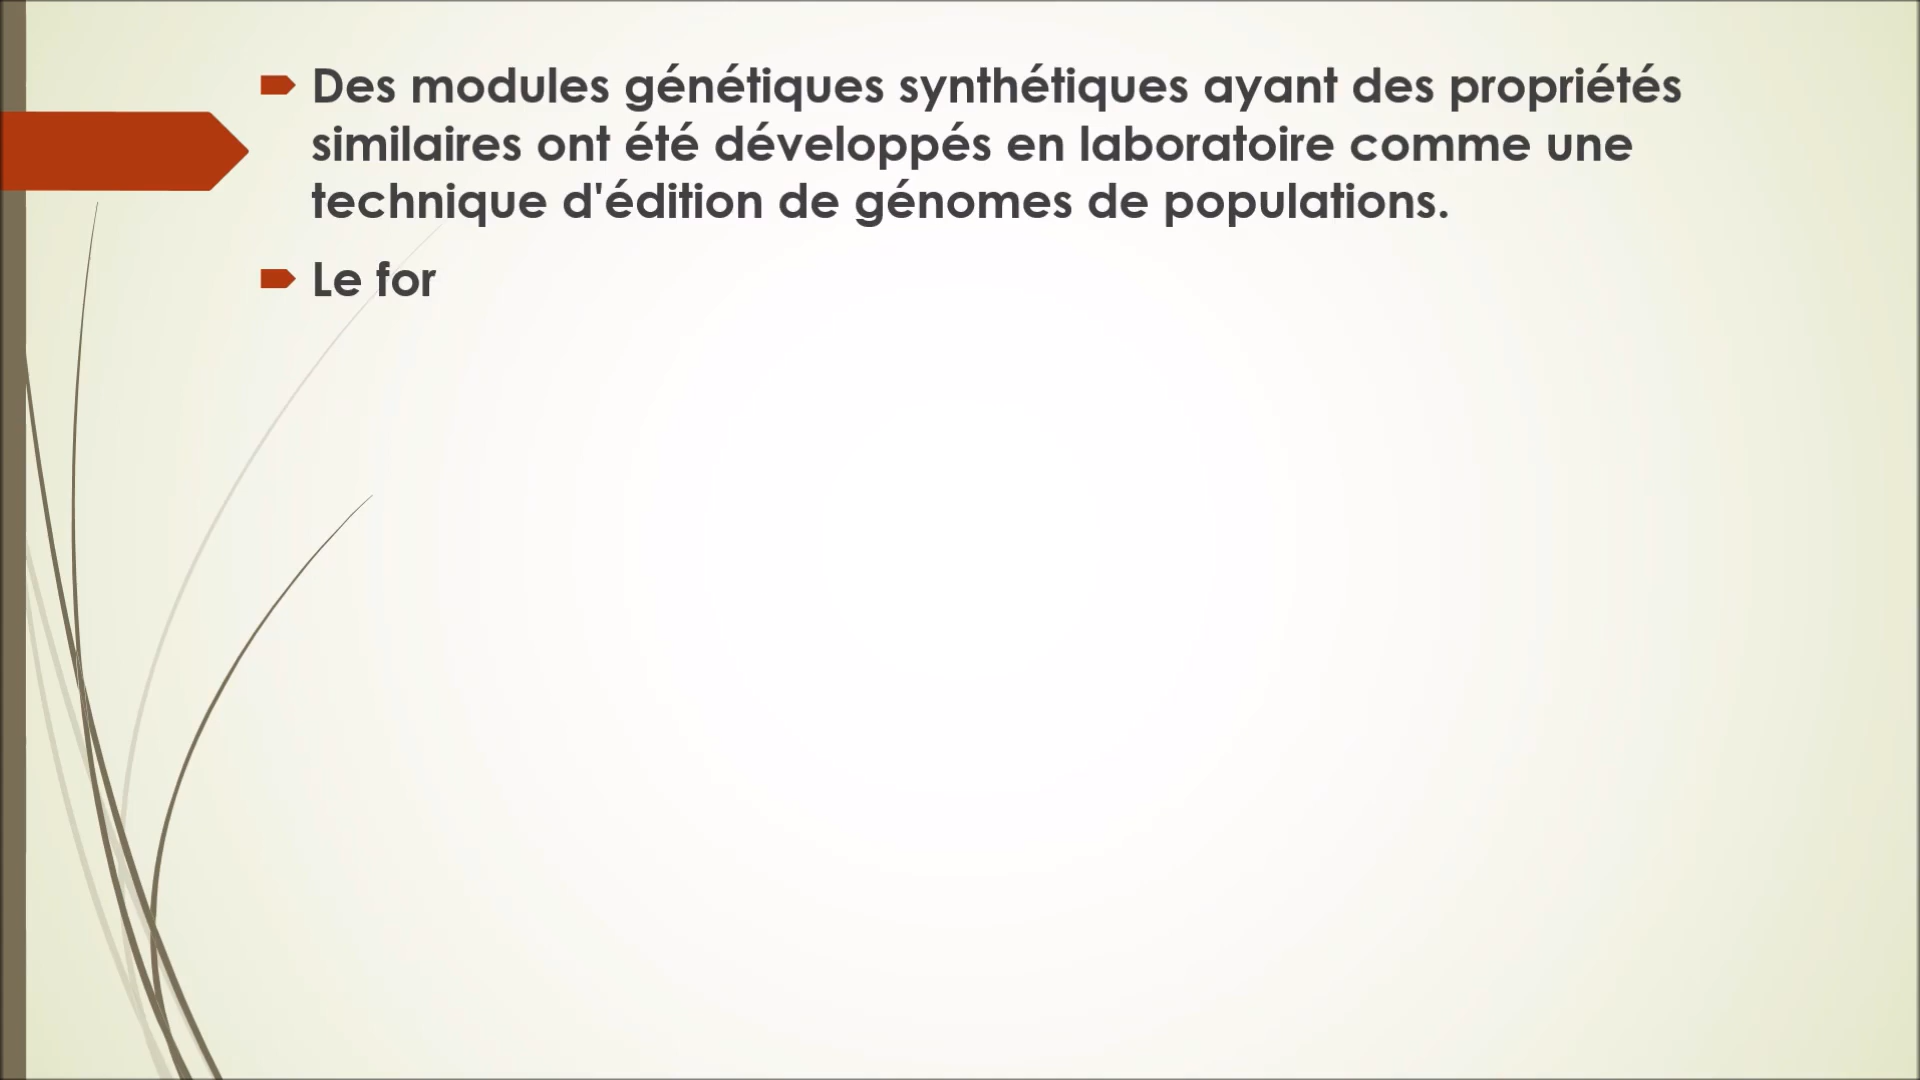 Des modules génétiques synthétiques ayant des propriétés
similaires ont été développés en laboratoire comme une
technique d'édition de génomes de populations.
Le for